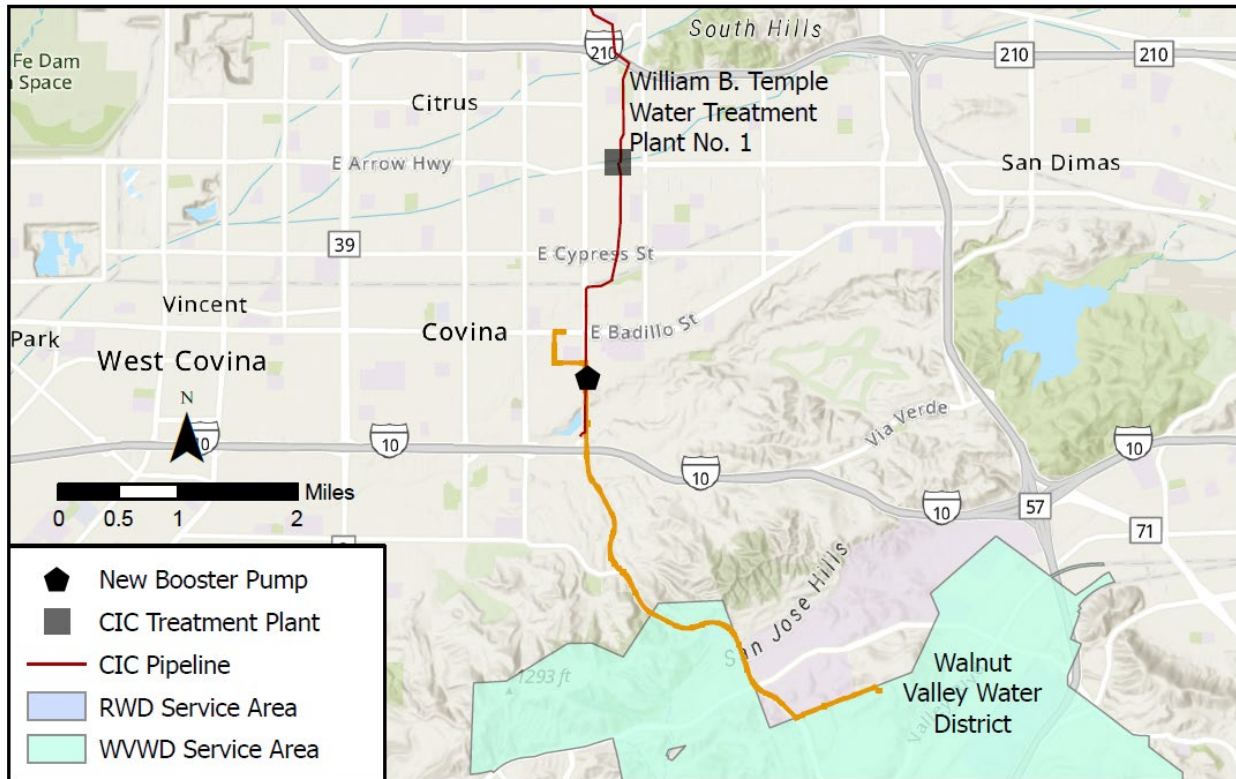 South Hills
210
210
210
Fe Dam
Space
William B. Temple
Water Treatment
Plant No. 1
Citrus
E Arrow Hwy
San Dimas
39
E Cypress St
Vincent
Park
Covina
E Badillo St
West Covina
N
10
10
Via Verde
10
10
10
57
71
Miles
0 0.5 1 2
San Jose Hills
1293 ft
Walnut
Valley Water
District
New Booster Pump
CIC Treatment Plant
CIC Pipeline
RWD Service Area
WVWD Service Area